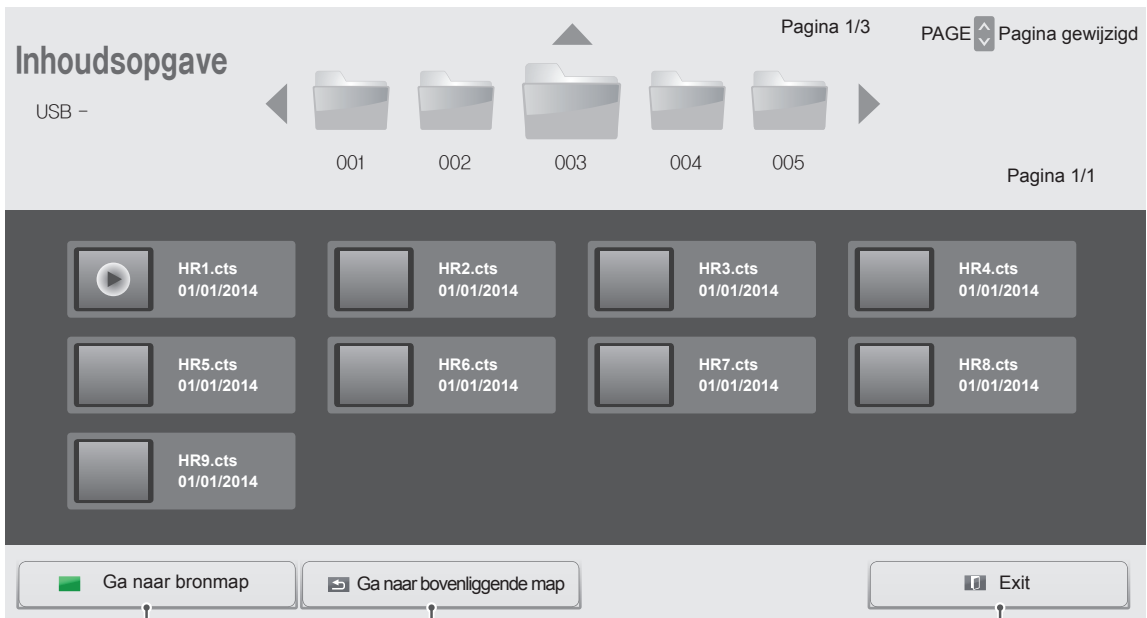 Pagina 1/3
PAGE Pagina gewijzigd
Inhoudsopgave
USB -
001 002 003 004 005
Pagina 1/1
HR1.cts
01/01/2014
HR2.cts
01/01/2014
HR3.cts
01/01/2014
HR4.cts
01/01/2014
HR5.cts
01/01/2014
HR6.cts
01/01/2014
HR7.cts
01/01/2014
HR8.cts
01/01/2014
HR9.cts
01/01/2014
Ga naar bronmap
Ga naar bovenliggende map
Exit